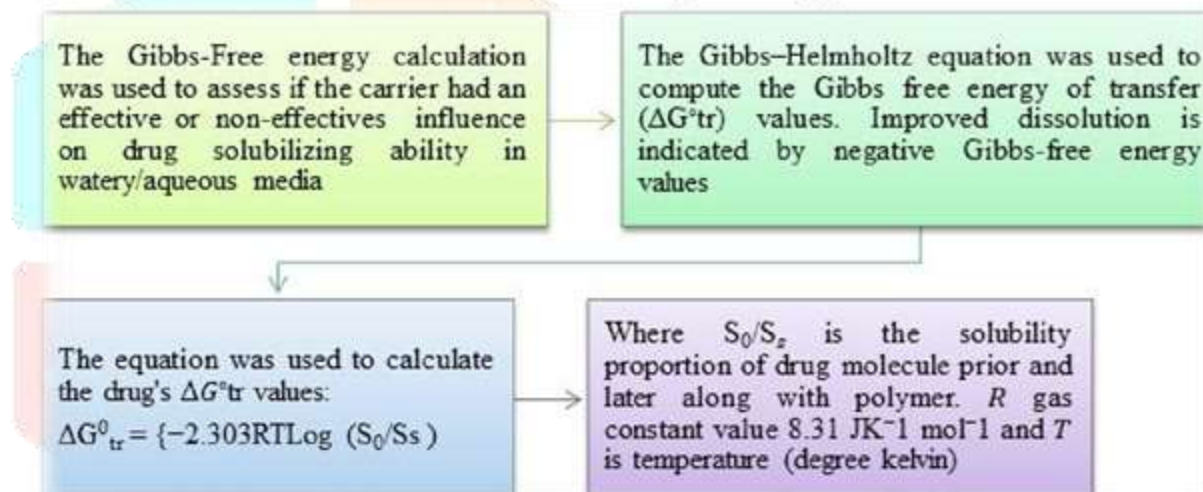 The Gibbs-Free energy calculation
was used to assess if the carrier had an
effective or non-effectives influence
on drug solubilizing ability in
watery/aqueous media
The Gibbs–Helmholtz equation was used to
compute the Gibbs free energy of transfer
(ΔG°tr) values. Improved dissolution is
indicated by negative Gibbs-free energy
values
The equation was used to calculate
the drug's ΔG°tr values:
ΔG⁰tr = {−2.303RTLog (S₀/Ss )
Where S₀/Sₛ is the solubility
proportion of drug molecule prior and
later along with polymer. R gas
constant value 8.31 JK⁻1 mol⁻1 and T
is temperature (degree kelvin)